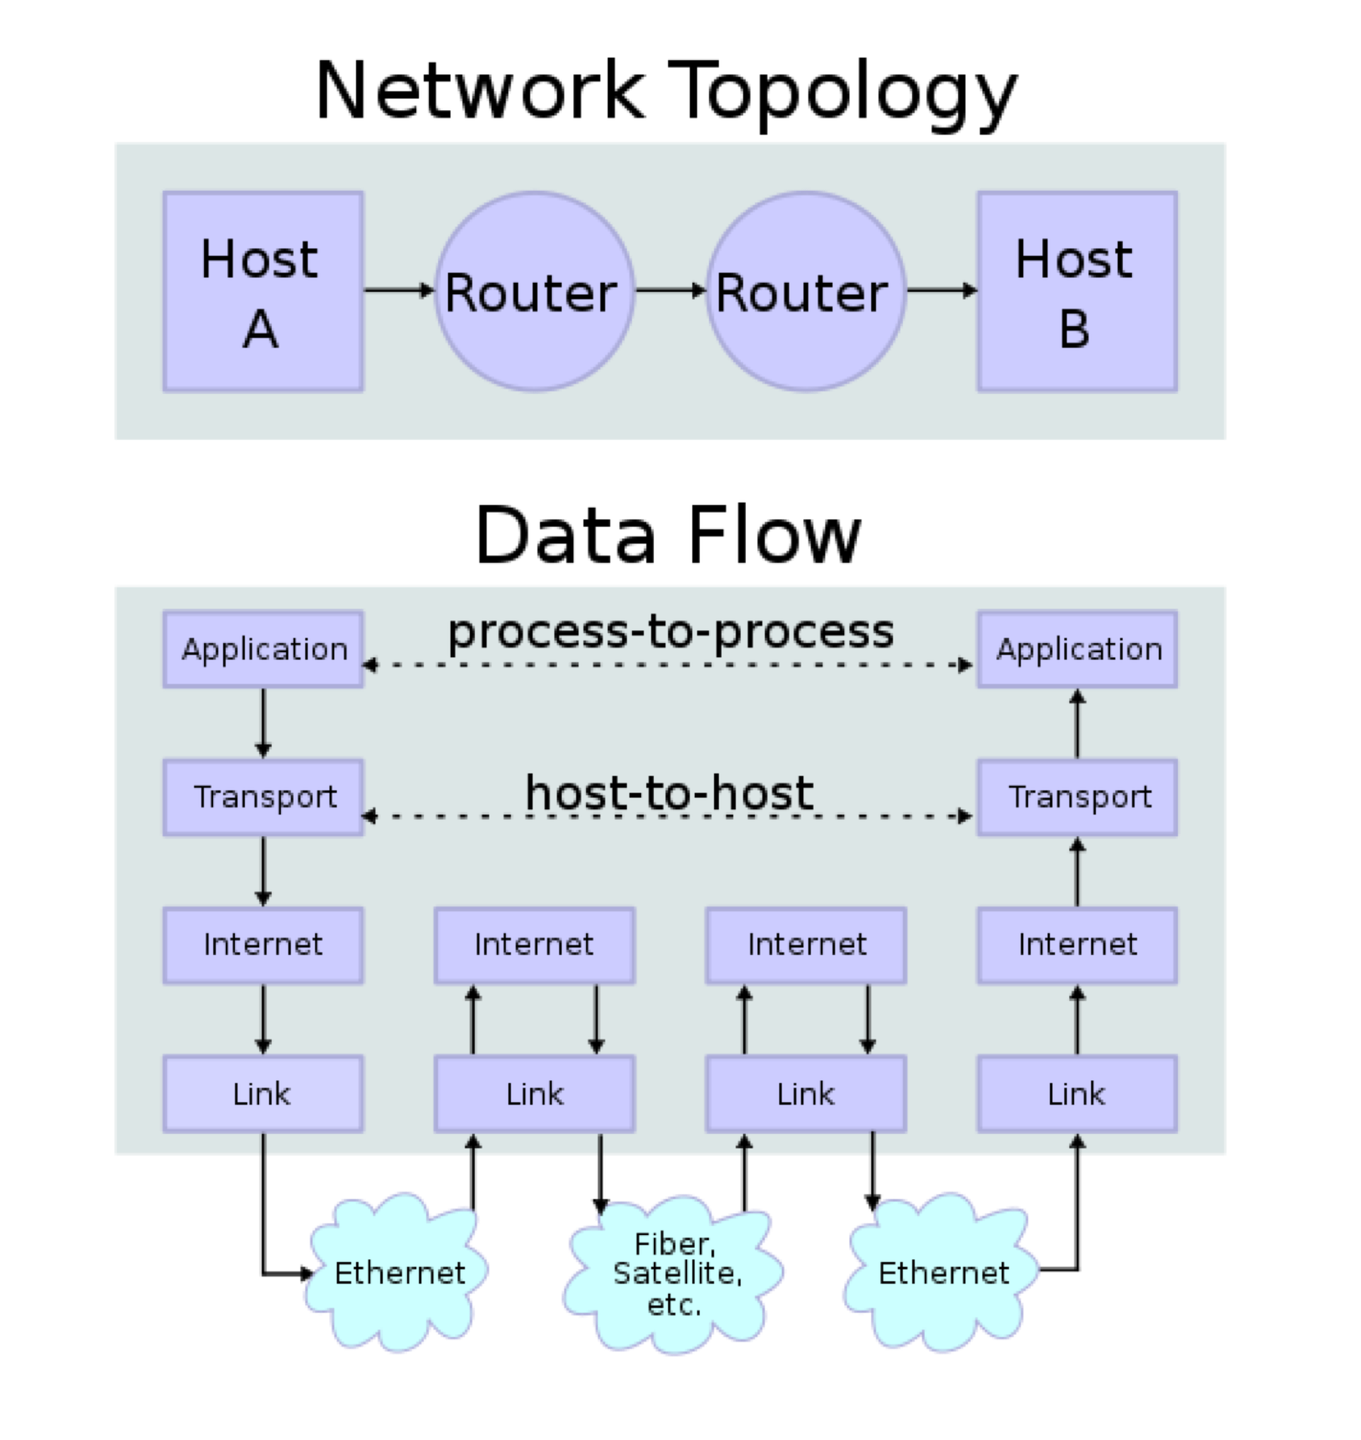 Network Topology
Host
A
Router
Router
Host
B
Data Flow
Application
process-to-process
Application
Transport
host-to-host
Transport
Internet
Internet
Internet
Internet
Link
Link
Link
Link
Ethernet
Fiber,
Satellite,
etc.
Ethernet